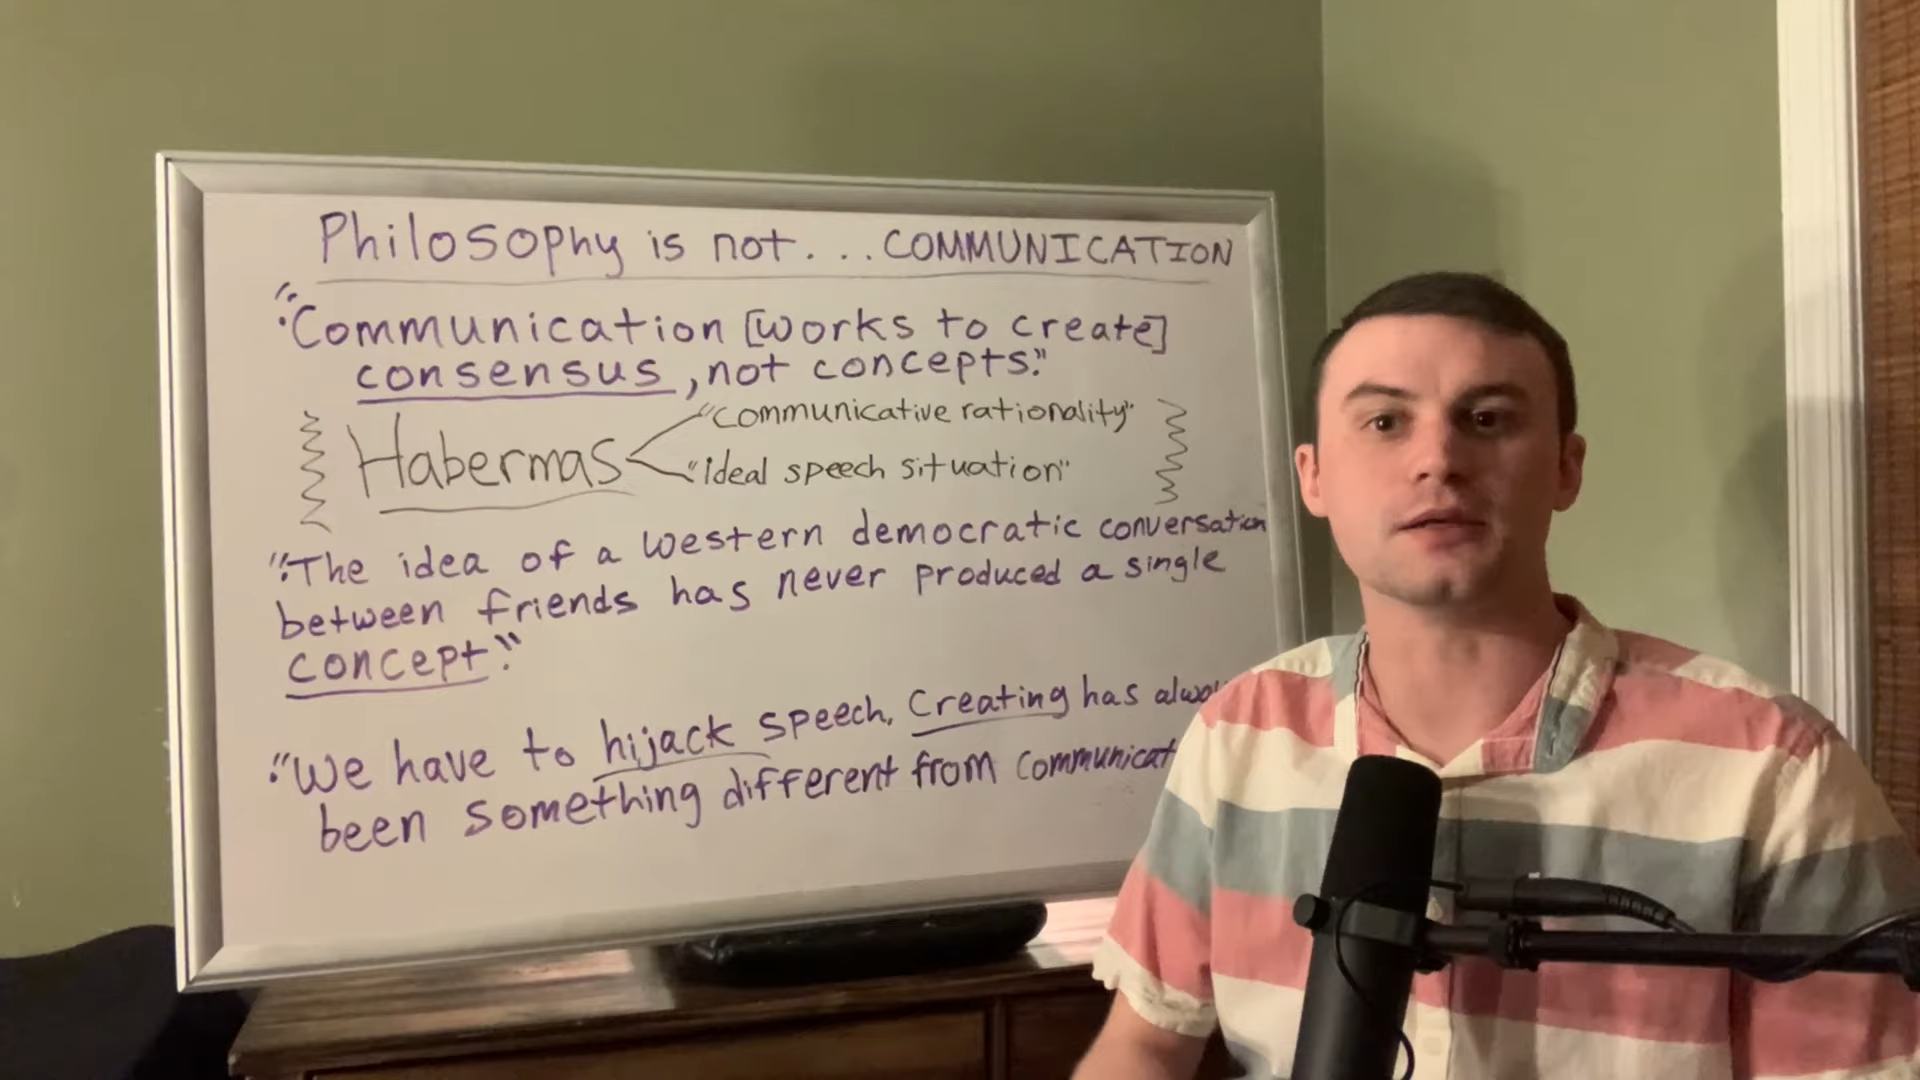 Philosophy is not...COMMUNICATION
"Communication [works to create]
consensus, not concepts."
Habermas
"communicative rationality"
"ideal speech situation"
"The idea of a western democratic conversation
between friends has never produced a single
concept."
"We have to hijack speech. Creating has
been something different from